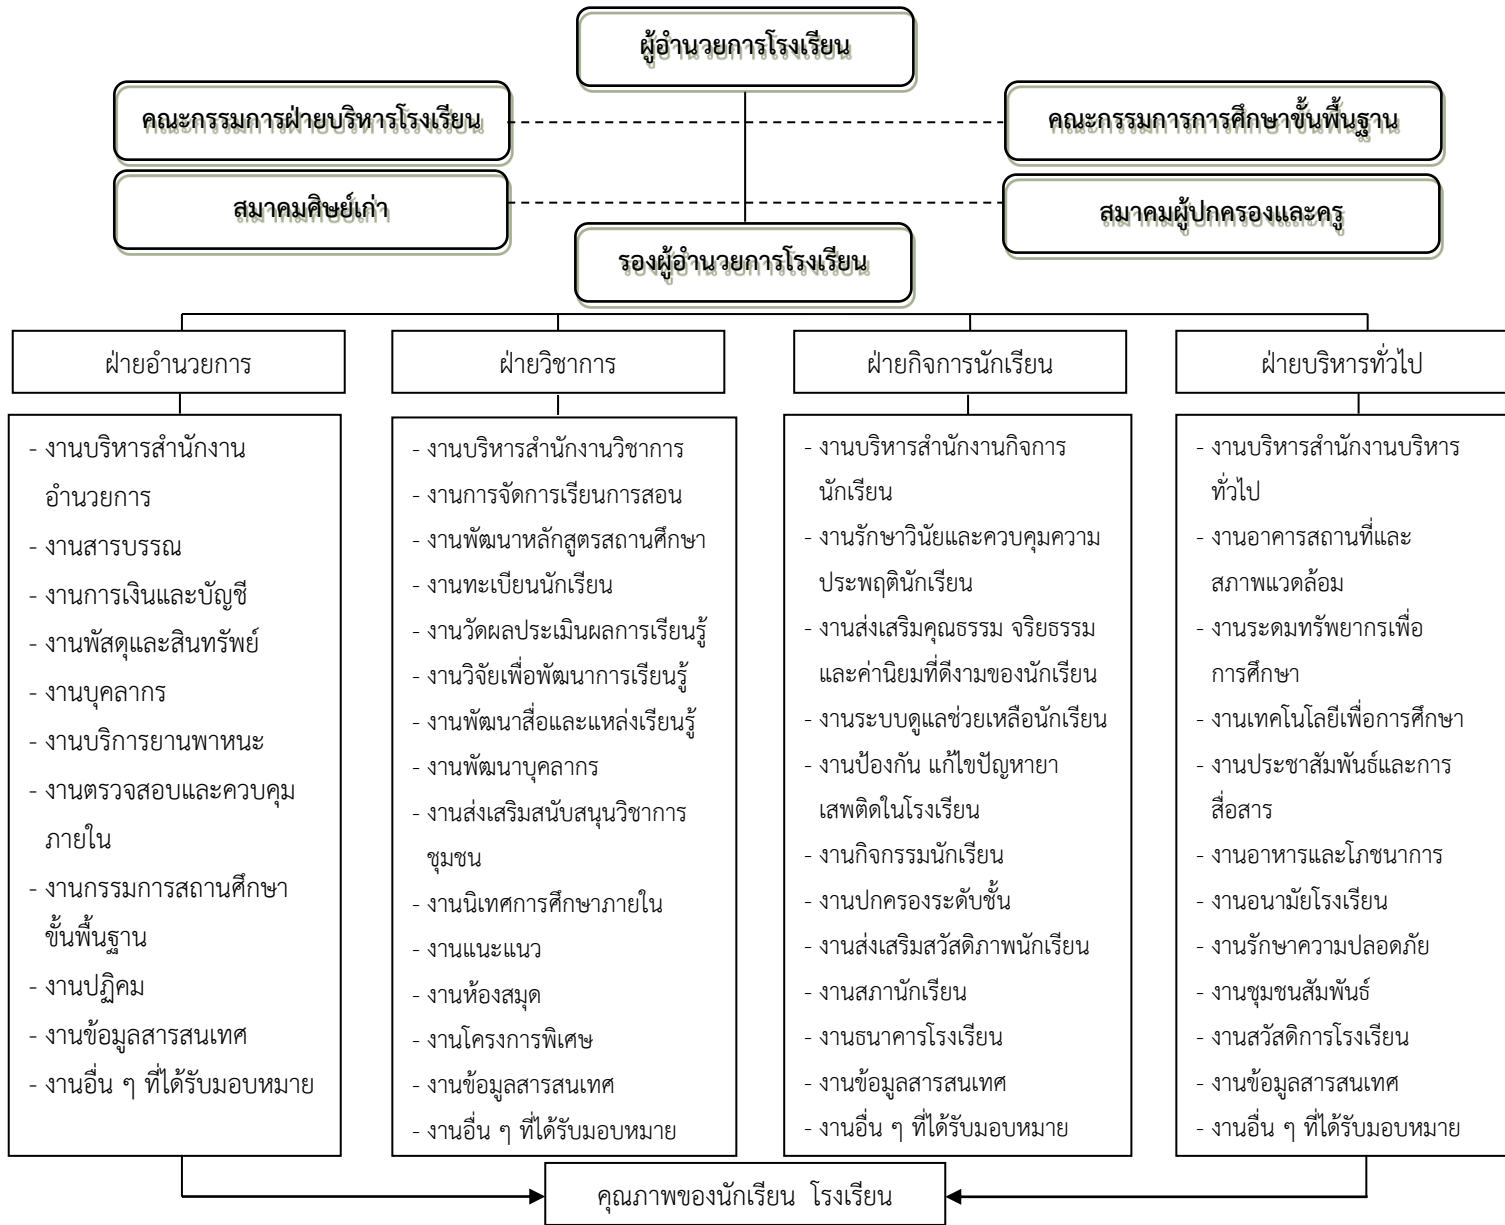 ผู้อำนวยการโรงเรียน
คณะกรรมการฝ่ายบริหารโรงเรียน
คณะกรรมการการศึกษาขั้นพื้นฐาน
สมาคมศิษย์เก่า
สมาคมผู้ปกครองและครู
รองผู้อำนวยการโรงเรียน
ฝ่ายอำนวยการ
- งานบริหารสำนักงาน
อำนวยการ
- งานสารบรรณ
- งานการเงินและบัญชี
- งานพัสดุและสินทรัพย์
- งานบุคลากร
- งานบริการยานพาหนะ
- งานตรวจสอบและควบคุม
ภายใน
- งานกรรมการสถานศึกษา
ขั้นพื้นฐาน
- งานปฏิคม
- งานข้อมูลสารสนเทศ
- งานอื่น ๆ ที่ได้รับมอบหมาย
ฝ่ายวิชาการ
- งานบริหารสำนักงานวิชาการ
- งานการจัดการเรียนการสอน
- งานพัฒนาหลักสูตรสถานศึกษา
- งานทะเบียนนักเรียน
- งานวัดผลประเมินผลการเรียนรู้
- งานวิจัยเพื่อพัฒนาการเรียนรู้
- งานพัฒนาสื่อและแหล่งเรียนรู้
- งานพัฒนาบุคลากร
- งานส่งเสริมสนับสนุนวิชาการ
ชุมชน
- งานนิเทศการศึกษาภายใน
- งานแนะแนว
- งานห้องสมุด
- งานโครงการพิเศษ
- งานข้อมูลสารสนเทศ
- งานอื่น ๆ ที่ได้รับมอบหมาย
ฝ่ายกิจการนักเรียน
- งานบริหารสำนักงานกิจการ
นักเรียน
- งานรักษาวินัยและควบคุมความ
ประพฤตินักเรียน
- งานส่งเสริมคุณธรรม จริยธรรม
และค่านิยมที่ดีงามของนักเรียน
- งานระบบดูแลช่วยเหลือนักเรียน
- งานป้องกัน แก้ไขปัญหายา
เสพติดในโรงเรียน
- งานกิจกรรมนักเรียน
- งานปกครองระดับชั้น
- งานส่งเสริมสวัสดิภาพนักเรียน
- งานสภานักเรียน
- งานธนาคารโรงเรียน
- งานข้อมูลสารสนเทศ
- งานอื่น ๆ ที่ได้รับมอบหมาย
ฝ่ายบริหารทั่วไป
- งานบริหารสำนักงานบริหาร
ทั่วไป
- งานอาคารสถานที่และ
สภาพแวดล้อม
- งานระดมทรัพยากรเพื่อ
การศึกษา
- งานเทคโนโลยีเพื่อการศึกษา
- งานประชาสัมพันธ์และการ
สื่อสาร
- งานอาหารและโภชนาการ
- งานอนามัยโรงเรียน
- งานรักษาความปลอดภัย
- งานชุมชนสัมพันธ์
- งานสวัสดิการโรงเรียน
- งานข้อมูลสารสนเทศ
- งานอื่น ๆ ที่ได้รับมอบหมาย
คุณภาพของนักเรียน โรงเรียน